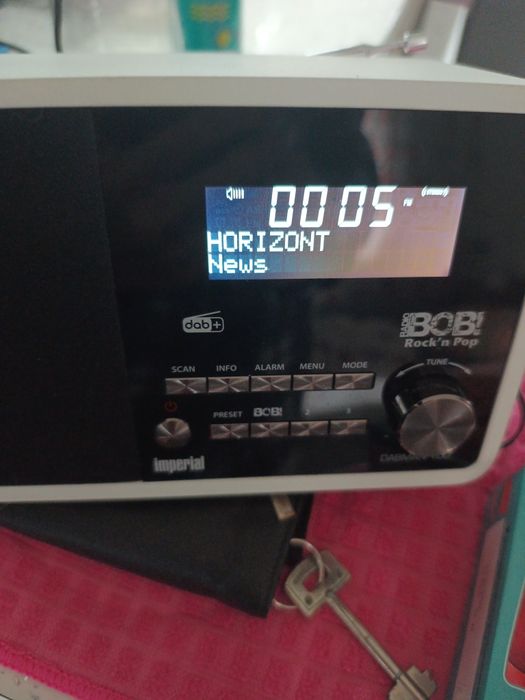 00 05
FM
HORIZONT
News
dab+
RADIO BOB!
Rock'n Pop
SCAN INFO ALARM MENU MODE
TUNE
PRESET BOB! 2 3
imperial